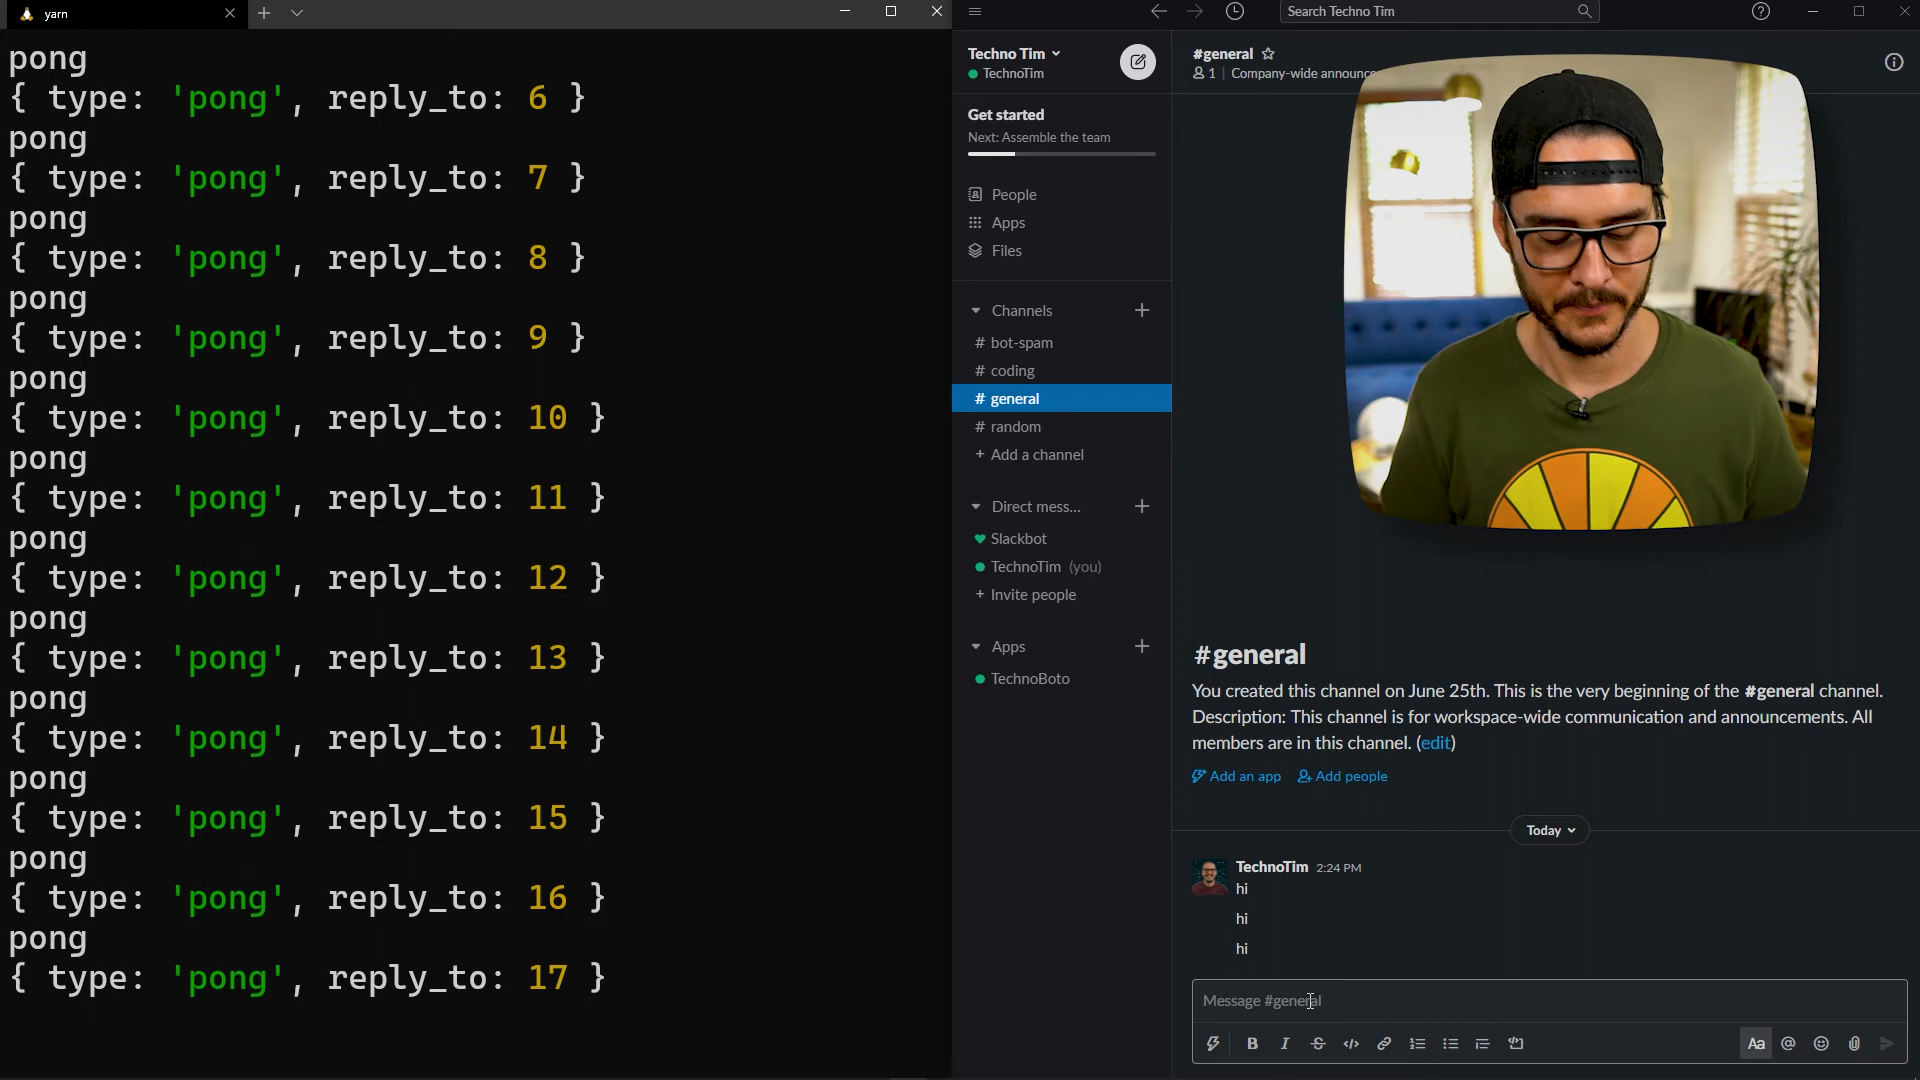 yarn
pong
{ type: 'pong', reply_to: 6 }
pong
{ type: 'pong', reply_to: 7 }
pong
{ type: 'pong', reply_to: 8 }
pong
{ type: 'pong', reply_to: 9 }
pong
{ type: 'pong', reply_to: 10 }
pong
{ type: 'pong', reply_to: 11 }
pong
{ type: 'pong', reply_to: 12 }
pong
{ type: 'pong', reply_to: 13 }
pong
{ type: 'pong', reply_to: 14 }
pong
{ type: 'pong', reply_to: 15 }
pong
{ type: 'pong', reply_to: 16 }
pong
{ type: 'pong', reply_to: 17 }
Search Techno Tim
Techno Tim
TechnoTim
Get started
Next: Assemble the team
People
Apps
Files
Channels
# bot-spam
# coding
# general
# random
+ Add a channel
Direct mess...
Slackbot
TechnoTim (you)
+ Invite people
Apps
TechnoBoto
#general
1 | Company-wide announce
#general
You created this channel on June 25th. This is the very beginning of the #general channel.
Description: This channel is for workspace-wide communication and announcements. All
members are in this channel. (edit)
Add an app Add people
Today
TechnoTim 2:24 PM
hi
hi
hi
Message #general
B I S Aa @